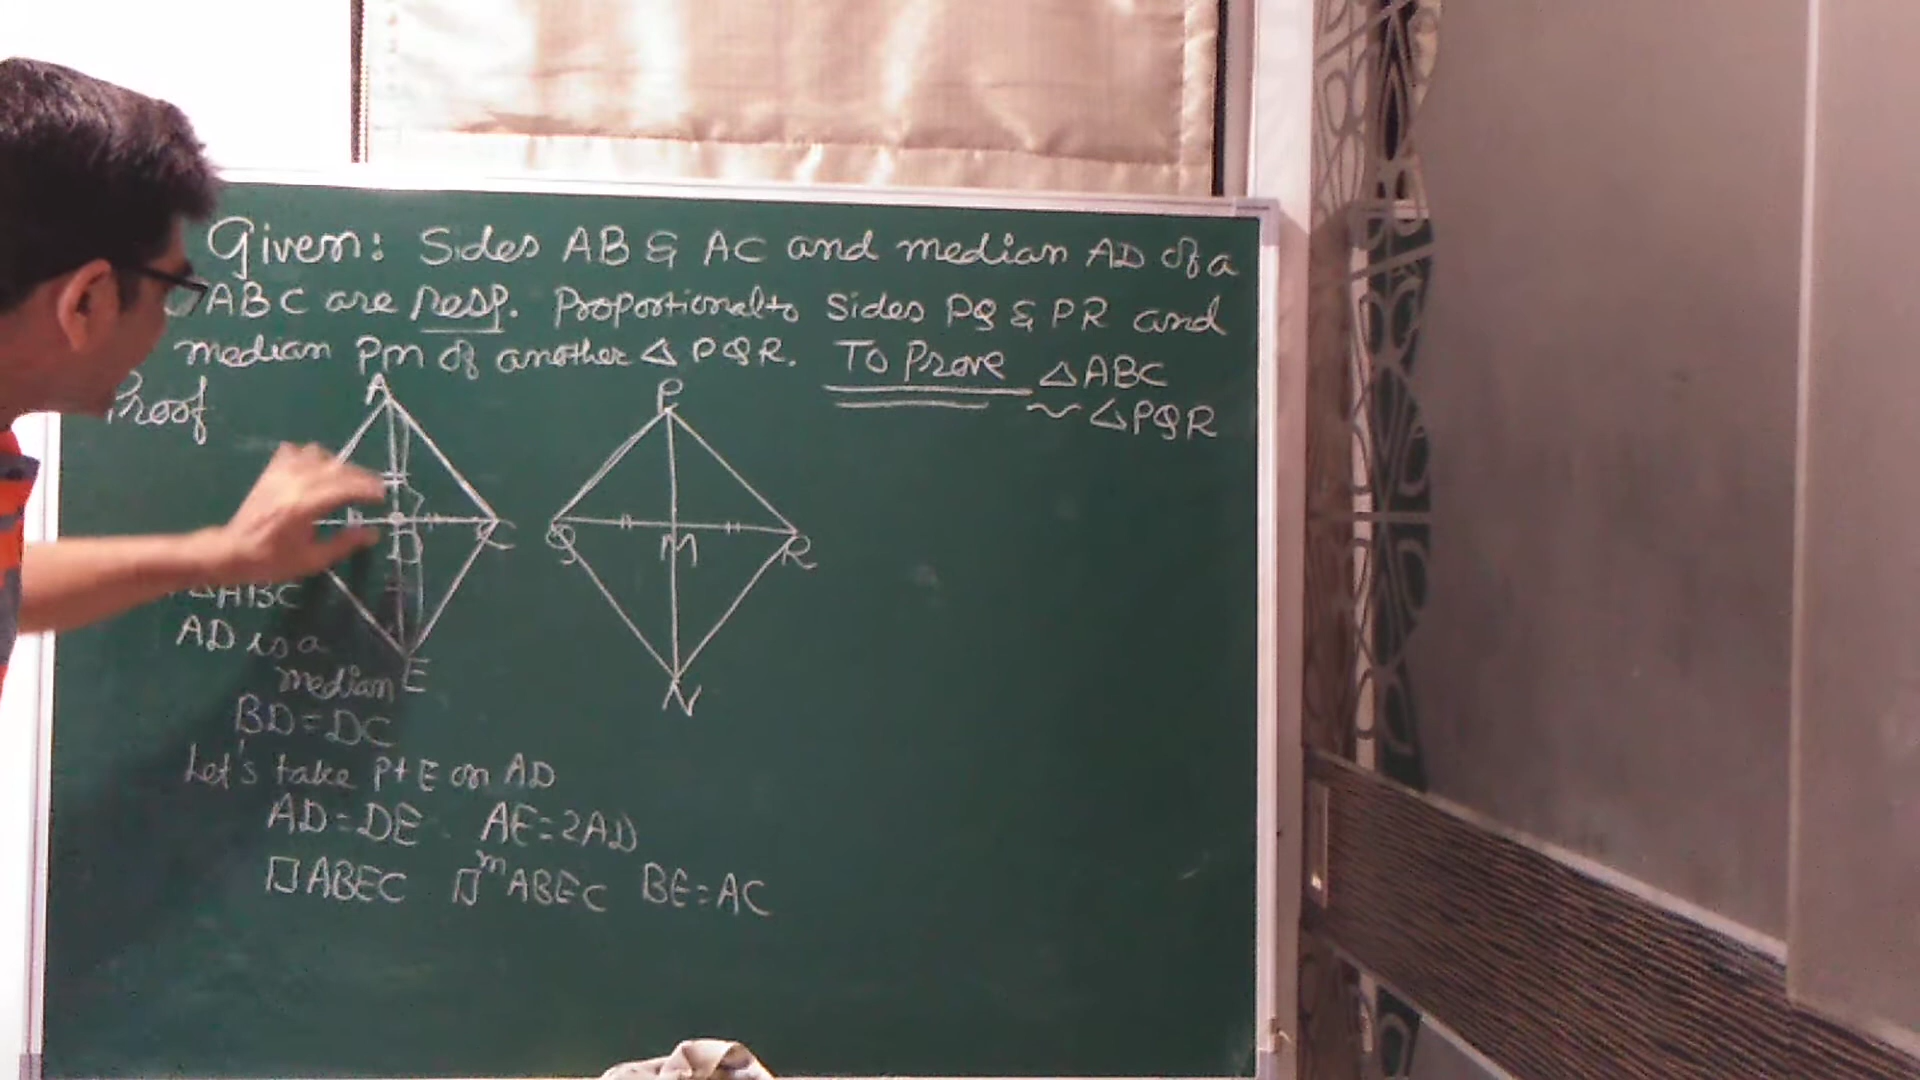 Given: Sides AB & AC and median AD of a
ABC are resp. Proportional to Sides PQ & PR and
median PM of another △ PQR. To Prove △ABC
~ △PQR
Proof
A
P
C
D
Q
M
R
△ABC
AD is a
median
E
N
BD=DC
Let's take pt E on AD
AD=DE AE=2AD
▱ABEC ▱m ABEC BE=AC